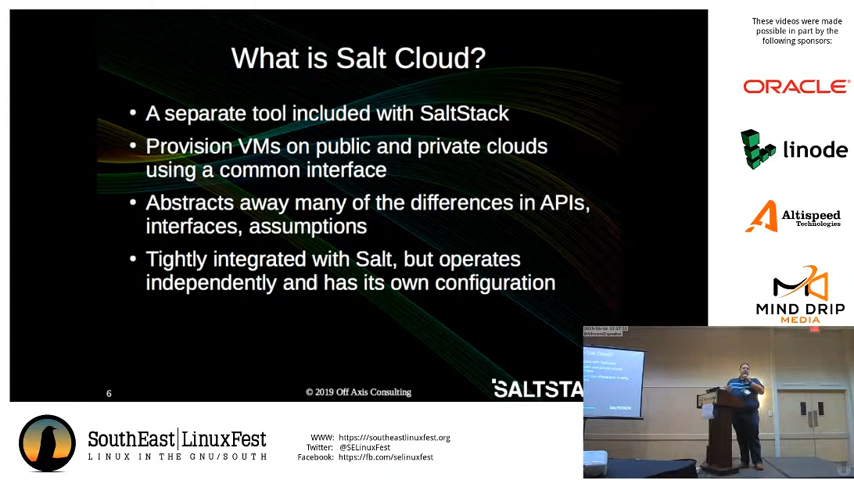 What is Salt Cloud?
• A separate tool included with SaltStack
• Provision VMs on public and private clouds
using a common interface
• Abstracts away many of the differences in APIs,
interfaces, assumptions
• Tightly integrated with Salt, but operates
independently and has its own configuration
6
© 2019 Off Axis Consulting
SALTSTA
These videos were made
possible in part by the
following sponsors:
ORACLE
linode
Altispeed
Technologies
MIND DRIP
MEDIA
SouthEast|LinuxFest
LINUX IN THE GNU/SOUTH
WWW: https://southeastlinuxfest.org
Twitter: @SELinuxFest
Facebook: https://fb.com/selinuxfest